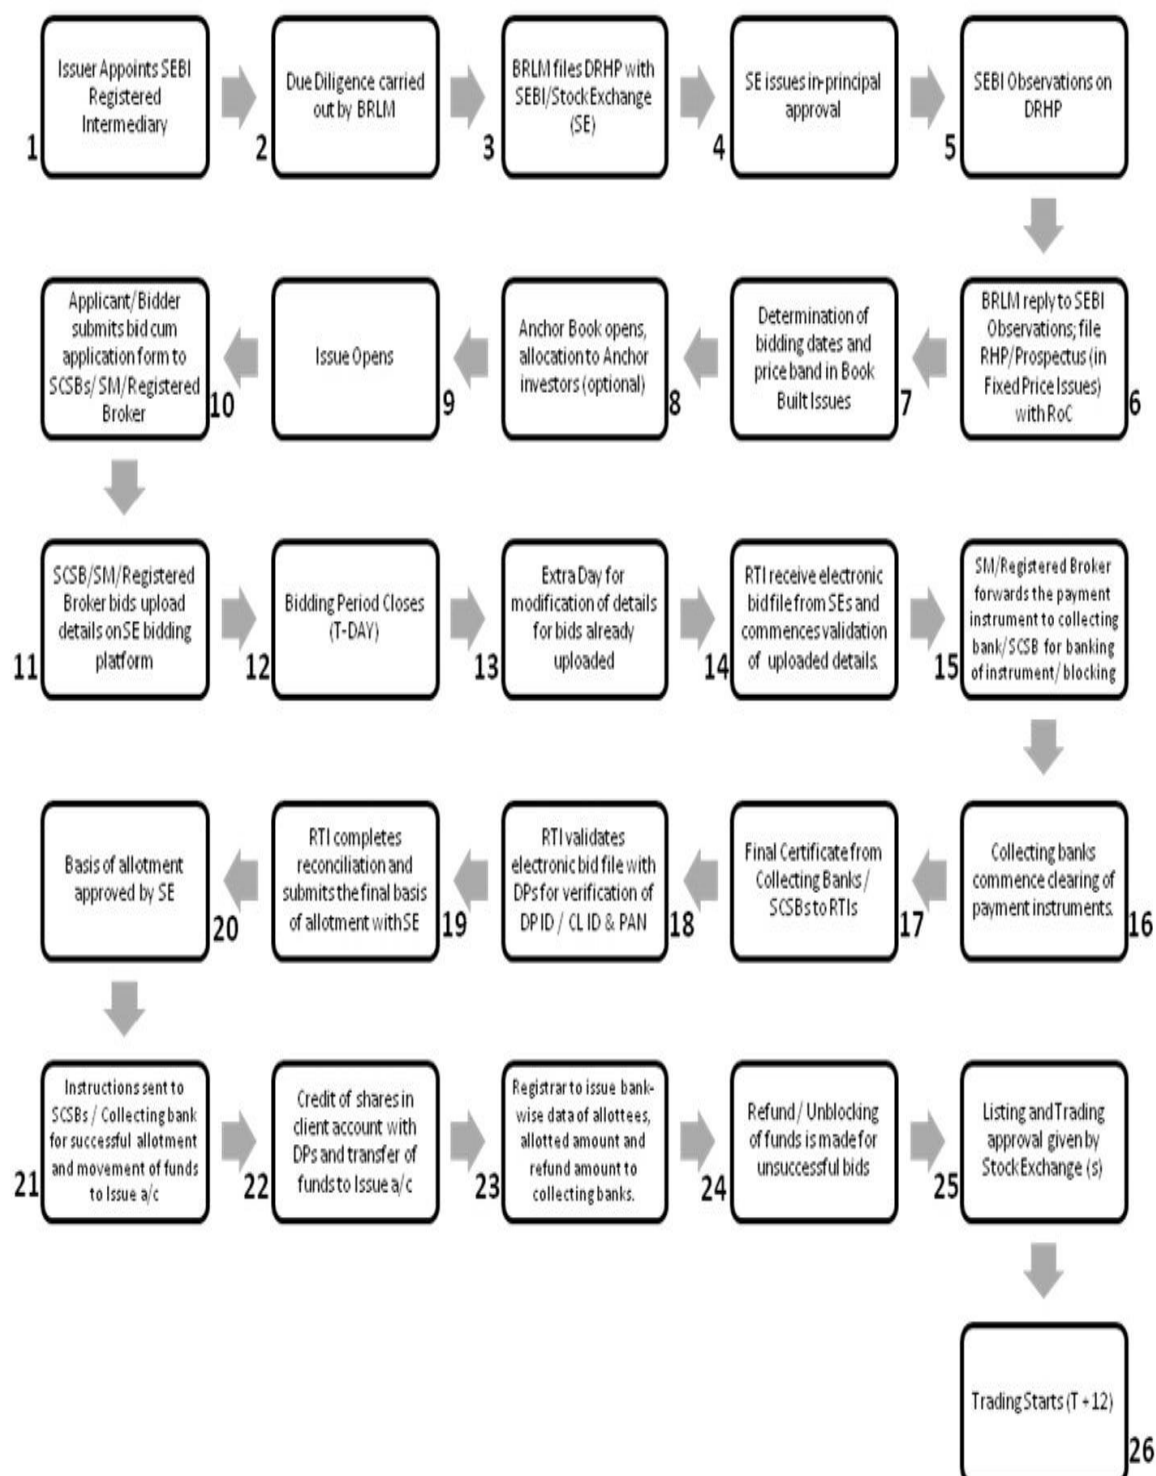 Issuer Appoints SEBI
Registered
Intermediary
1
Due Diligence carried
out by BRLM
2
BRLM files DRHP with
SEBI/Stock Exchange
(SE)
3
SE issues in-principal
approval
4
SEBI Observations on
DRHP
5
BRLM reply to SEBI
Observations; file
RHP/Prospectus (in
Fixed Price Issues)
with RoC
6
Determination of
bidding dates and
price band in Book
Built Issues
7
Anchor Book opens,
allocation to Anchor
investors (optional)
8
Issue Opens
9
Applicant/Bidder
submits bid cum
application form to
SCSBs/ SM/Registered
Broker
10
SCSB/SM/Registered
Broker bids upload
details on SE bidding
platform
11
Bidding Period Closes
(T-DAY)
12
Extra Day for
modification of details
for bids already
uploaded
13
RTI receive electronic
bid file from SEs and
commences validation
of uploaded details.
14
SM/Registered Broker
forwards the payment
instrument to collecting
bank/SCSB for banking
of instrument/ blocking
15
Collecting banks
commence clearing of
payment instruments.
16
Final Certificate from
Collecting Banks /
SCSBs to RTIs
17
RTI validates
electronic bid file with
DPs for verification of
DP ID / CL ID & PAN
18
RTI completes
reconciliation and
submits the final basis
of allotment with SE
19
Basis of allotment
approved by SE
20
Instructions sent to
SCSBs / Collecting bank
for successful allotment
and movement of funds
to Issue a/c
21
Credit of shares in
client account with
DPs and transfer of
funds to Issue a/c
22
Registrar to issue bank-
wise data of allottees,
allotted amount and
refund amount to
collecting banks.
23
Refund / Unblocking
of funds is made for
unsuccessful bids
24
Listing and Trading
approval given by
Stock Exchange (s)
25
Trading Starts (T + 12)
26